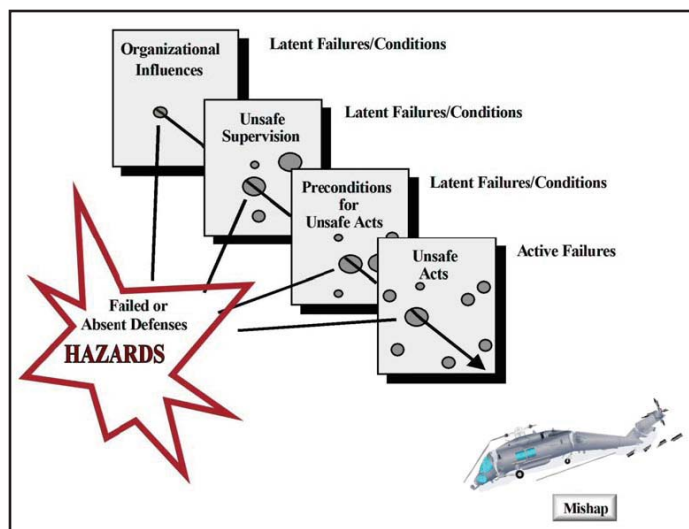 Organizational
Influences
Latent Failures/Conditions
Unsafe
Supervision
Latent Failures/Conditions
Preconditions
for
Unsafe Acts
Latent Failures/Conditions
Unsafe
Acts
Active Failures
Failed or
Absent Defenses
HAZARDS
Mishap